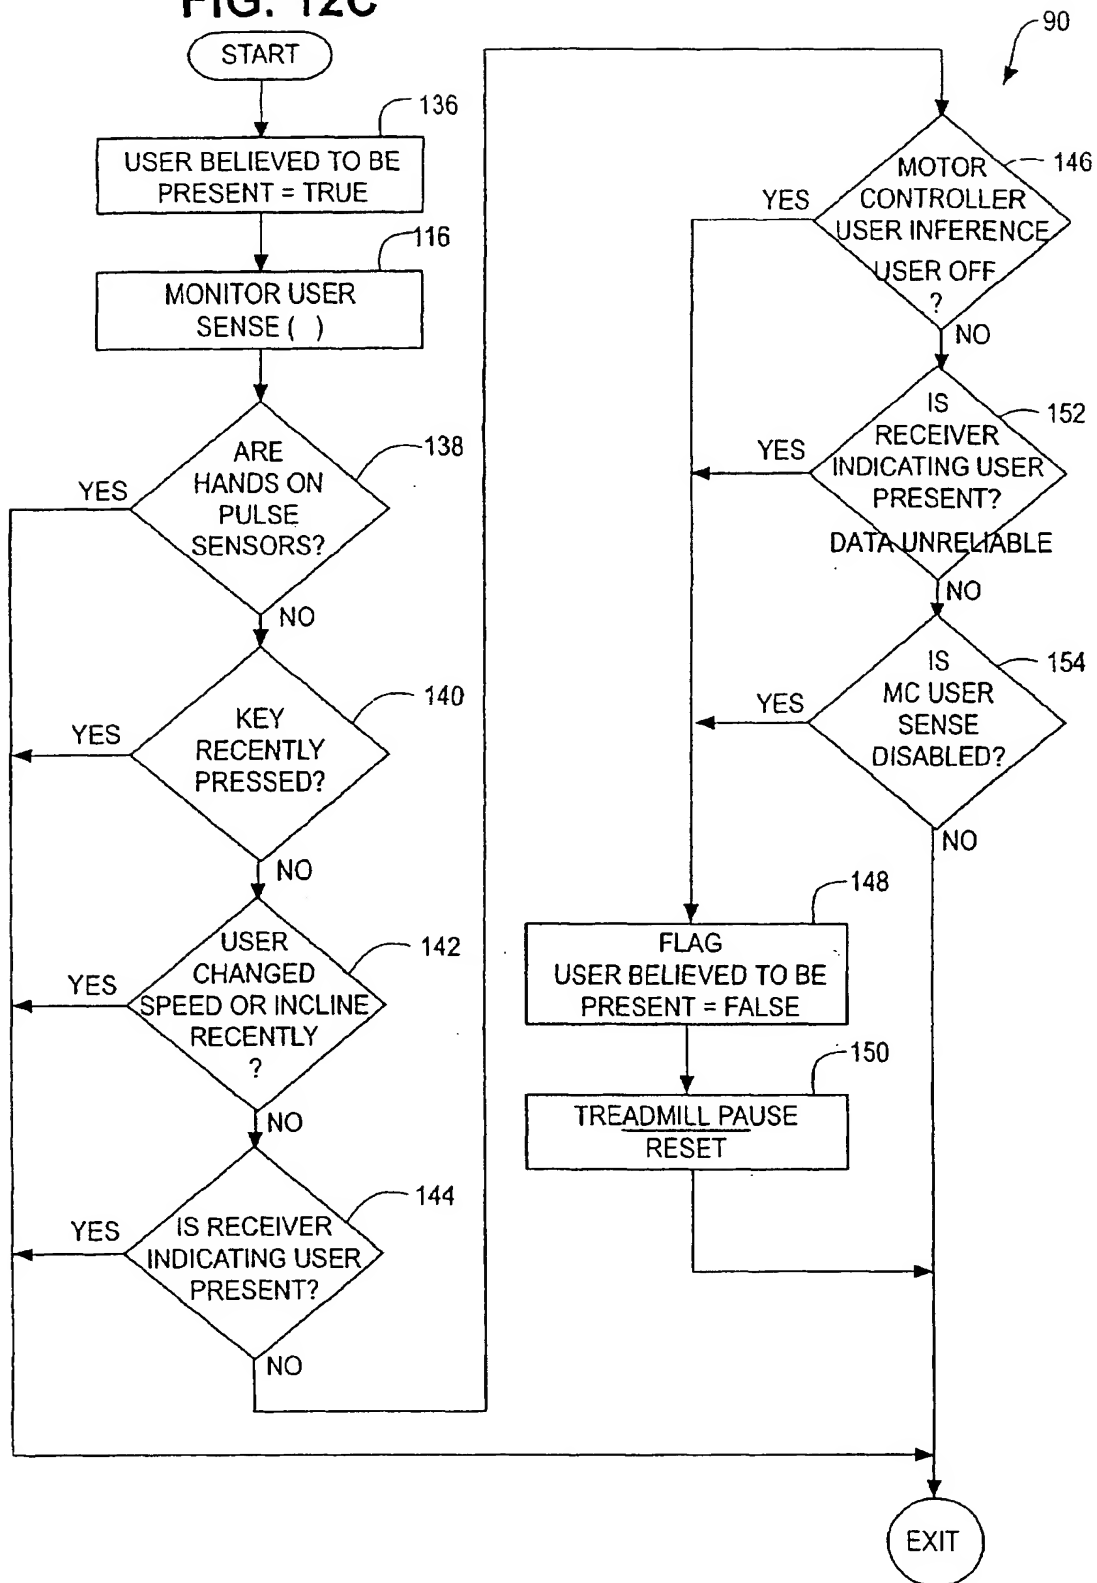 FIG. 12C
START
136
USER BELIEVED TO BE
PRESENT = TRUE
116
MONITOR USER
SENSE ( )
138
ARE
HANDS ON
PULSE
SENSORS?
YES
NO
140
KEY
RECENTLY
PRESSED?
YES
NO
142
USER
CHANGED
SPEED OR INCLINE
RECENTLY
?
YES
NO
144
IS RECEIVER
INDICATING USER
PRESENT?
YES
NO
90
146
MOTOR
CONTROLLER
USER INFERENCE
USER OFF
?
YES
NO
152
IS
RECEIVER
INDICATING USER
PRESENT?
DATA UNRELIABLE
YES
NO
154
IS
MC USER
SENSE
DISABLED?
YES
NO
148
FLAG
USER BELIEVED TO BE
PRESENT = FALSE
150
TREADMILL PAUSE
RESET
EXIT